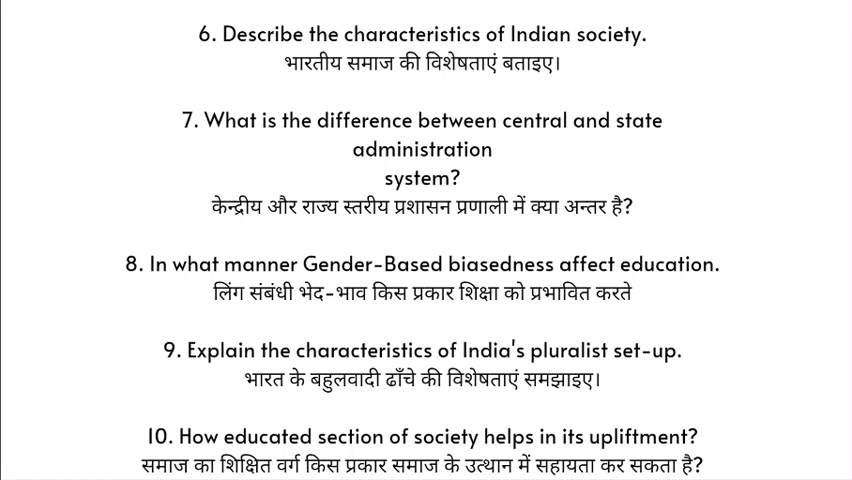 6. Describe the characteristics of Indian society.
भारतीय समाज की विशेषताएं बताइए।
7. What is the difference between central and state
administration
system?
केन्द्रीय और राज्य स्तरीय प्रशासन प्रणाली में क्या अन्तर है?
8. In what manner Gender-Based biasedness affect education.
लिंग संबंधी भेद-भाव किस प्रकार शिक्षा को प्रभावित करते
9. Explain the characteristics of India's pluralist set-up.
भारत के बहुलवादी ढाँचे की विशेषताएं समझाइए।
10. How educated section of society helps in its upliftment?
समाज का शिक्षित वर्ग किस प्रकार समाज के उत्थान में सहायता कर सकता है?